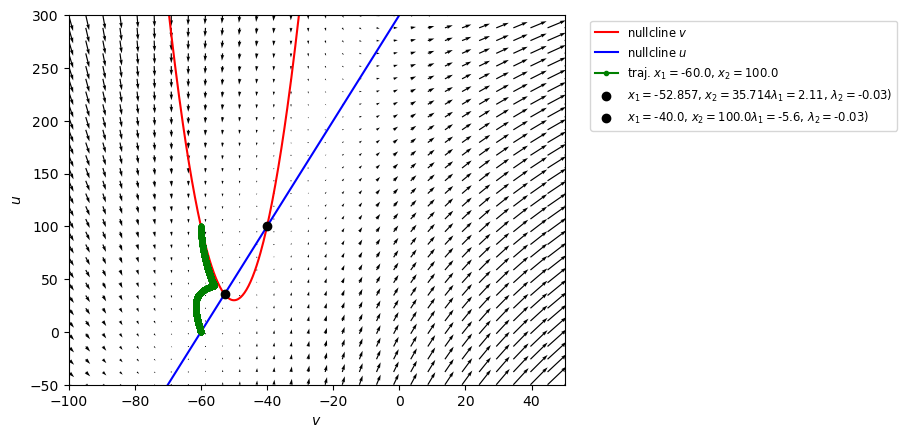 300
250
200
150
100
50
0
−50
u
−100
−80
−60
−40
−20
0
20
40
v
nullcline v
nullcline u
traj. x₁ = -60.0, x₂ = 100.0
x₁ = -52.857, x₂ = 35.714λ₁ = 2.11, λ₂ = -0.03)
x₁ = -40.0, x₂ = 100.0λ₁ = -5.6, λ₂ = -0.03)